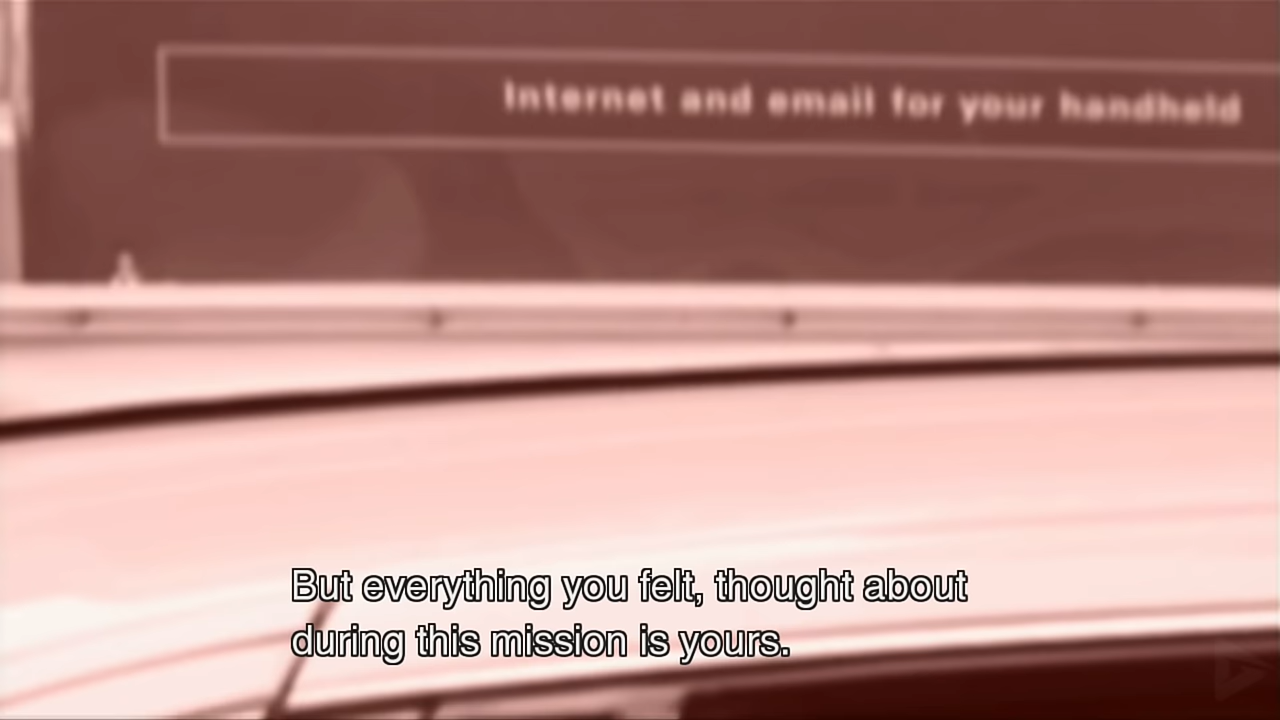 Internet and email for your handheld
But everything you felt, thought about
during this mission is yours.